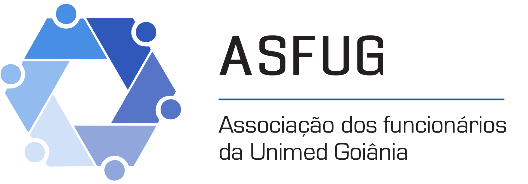 ASFUG
Associação dos funcionários
da Unimed Goiânia